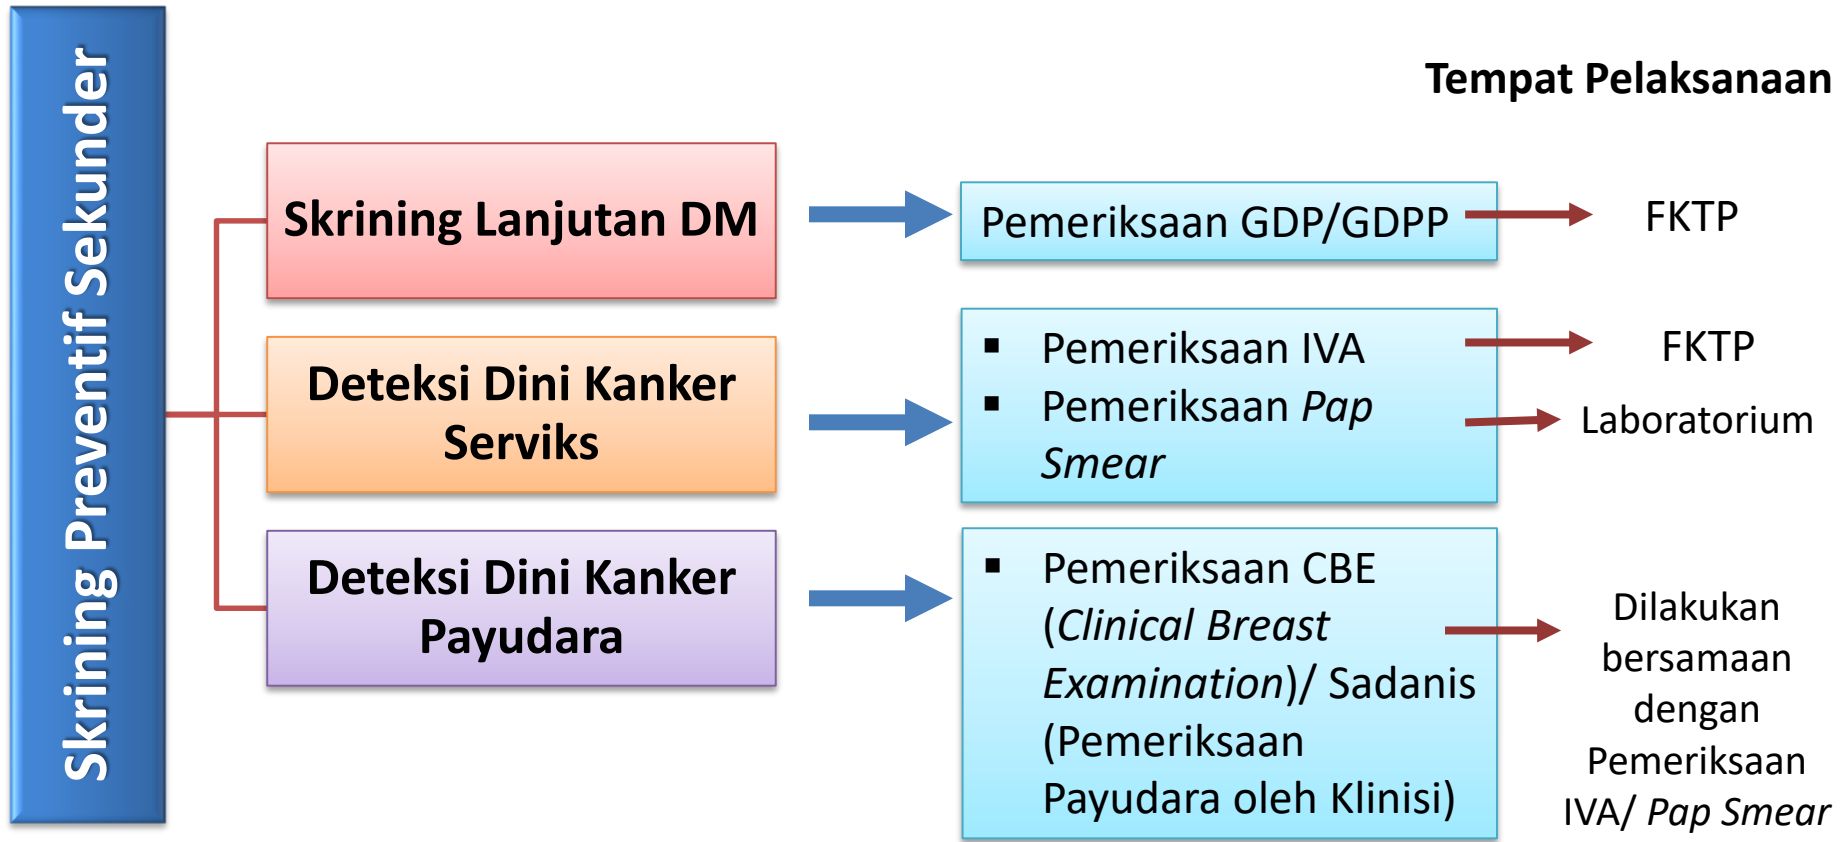 Skrining Preventif Sekunder
Tempat Pelaksanaan
Skrining Lanjutan DM
Pemeriksaan GDP/GDPP
FKTP
Deteksi Dini Kanker
Serviks
▪ Pemeriksaan IVA
▪ Pemeriksaan Pap
Smear
FKTP
Laboratorium
Deteksi Dini Kanker
Payudara
▪ Pemeriksaan CBE
(Clinical Breast
Examination)/ Sadanis
(Pemeriksaan
Payudara oleh Klinisi)
Dilakukan
bersamaan
dengan
Pemeriksaan
IVA/ Pap Smear